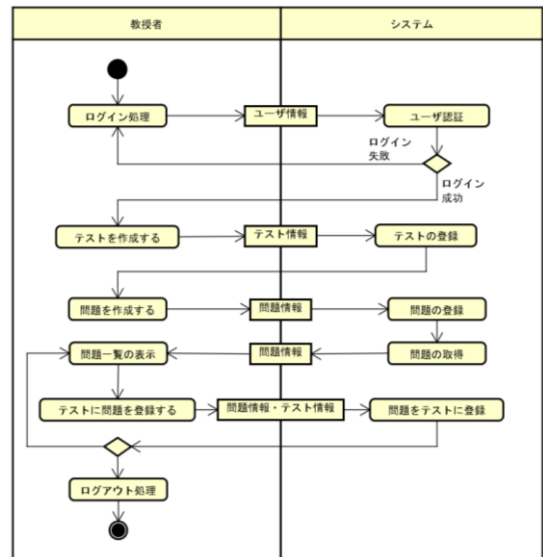 教授者
システム
ログイン処理
ユーザ情報
ユーザ認証
ログイン
失敗
ログイン
成功
テストを作成する
テスト情報
テストの登録
問題を作成する
問題情報
問題の登録
問題一覧の表示
問題情報
問題の取得
テストに問題を登録する
問題情報・テスト情報
問題をテストに登録
ログアウト処理